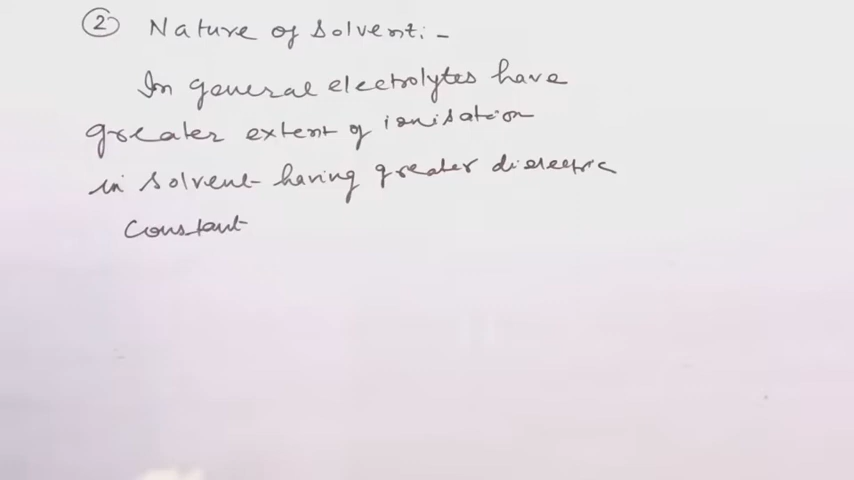 ② Nature of Solvent: -
In general electrolytes have
greater extent of ionisation
in solvent having greater dielectric
Constant